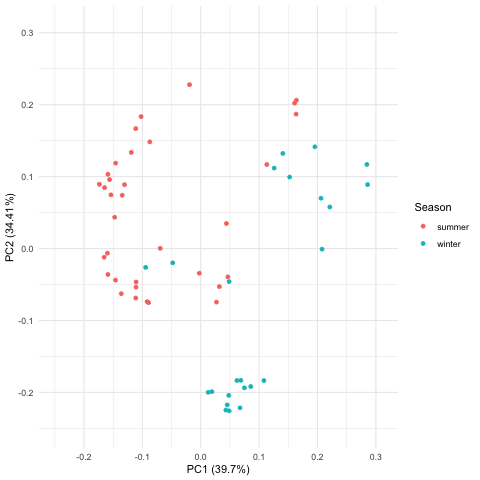 0.3
0.2
0.1
0.0
-0.1
-0.2
PC2 (34.41%)
-0.2 -0.1 0.0 0.1 0.2 0.3
PC1 (39.7%)
Season
summer
winter